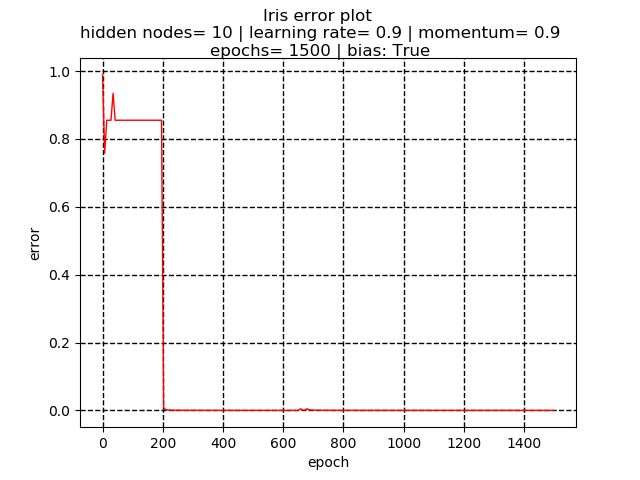 Iris error plot
hidden nodes= 10 | learning rate= 0.9 | momentum= 0.9
epochs= 1500 | bias: True
1.0
0.8
0.6
0.4
0.2
0.0
error
0 200 400 600 800 1000 1200 1400
epoch